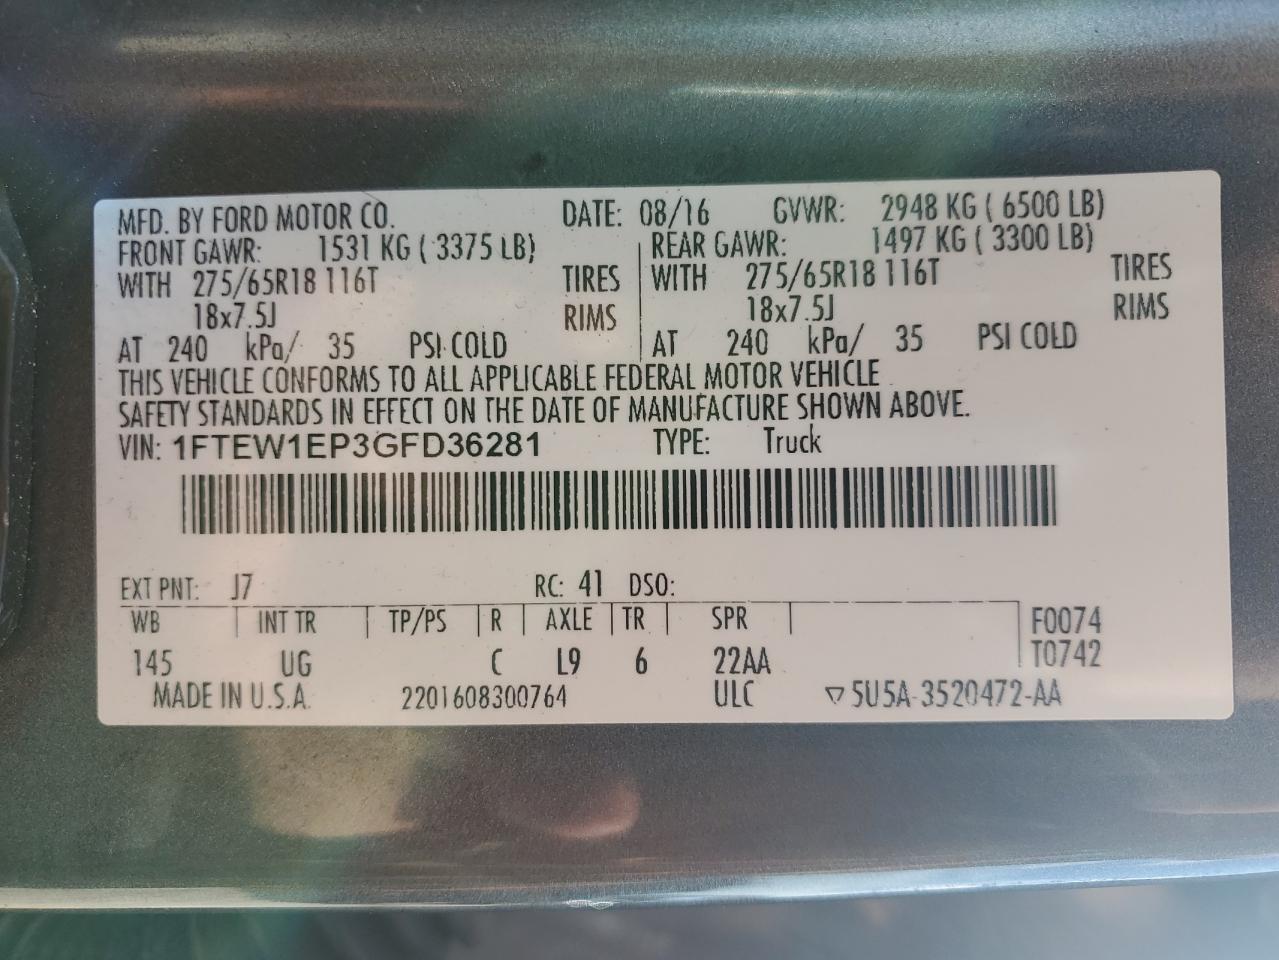 MFD. BY FORD MOTOR CO. DATE: 08/16 GVWR: 2948 KG ( 6500 LB)
FRONT GAWR: 1531 KG ( 3375 LB) REAR GAWR: 1497 KG ( 3300 LB)
WITH 275/65R18 116T TIRES WITH 275/65R18 116T TIRES
18x7.5J RIMS 18x7.5J RIMS
AT 240 kPa/ 35 PSI COLD AT 240 kPa/ 35 PSI COLD
THIS VEHICLE CONFORMS TO ALL APPLICABLE FEDERAL MOTOR VEHICLE
SAFETY STANDARDS IN EFFECT ON THE DATE OF MANUFACTURE SHOWN ABOVE.
VIN: 1FTEW1EP3GFD36281 TYPE: Truck
EXT PNT: J7 RC: 41 DSO:
WB INT TR TP/PS R AXLE TR SPR F0074
145 UG C L9 6 22AA T0742
MADE IN U.S.A. 2201608300764 ULC ▽ 5U5A-3520472-AA